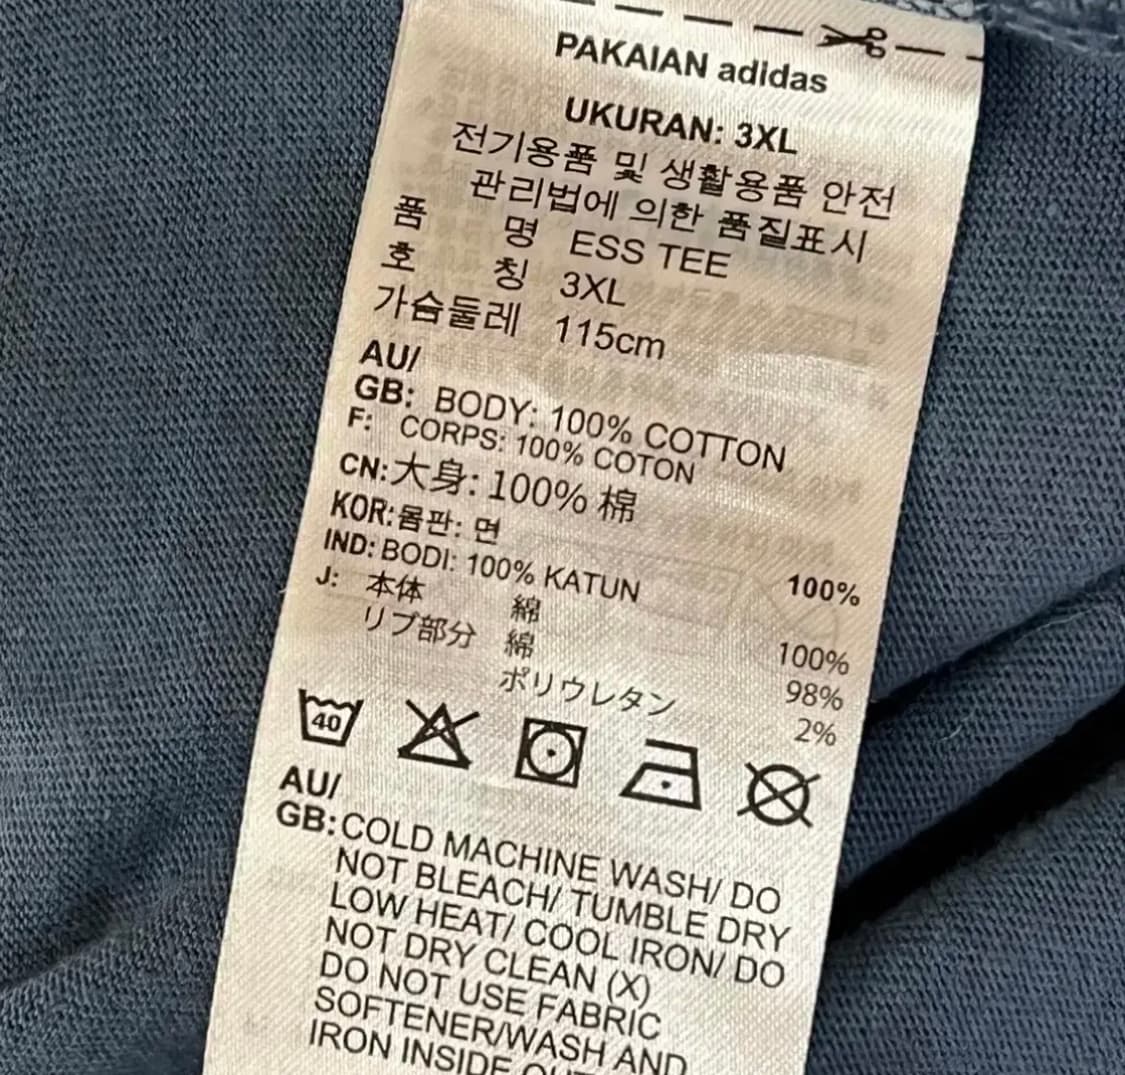 PAKAIAN adidas
UKURAN: 3XL
전기용품 및 생활용품 안전
관리법에 의한 품질표시
품 명 ESS TEE
호 칭 3XL
가슴둘레 115cm
AU/
GB: BODY: 100% COTTON
F: CORPS: 100% COTON
CN:大身: 100% 棉
KOR:몸판: 면 100%
IND: BODI: 100% KATUN
J: 本体 綿 100%
リブ部分 綿 98%
ポリウレタン 2%
40
AU/
GB:COLD MACHINE WASH/ DO
NOT BLEACH/ TUMBLE DRY
LOW HEAT/ COOL IRON/ DO
NOT DRY CLEAN (X)
DO NOT USE FABRIC
SOFTENER/WASH AND
IRON INSIDE OUT